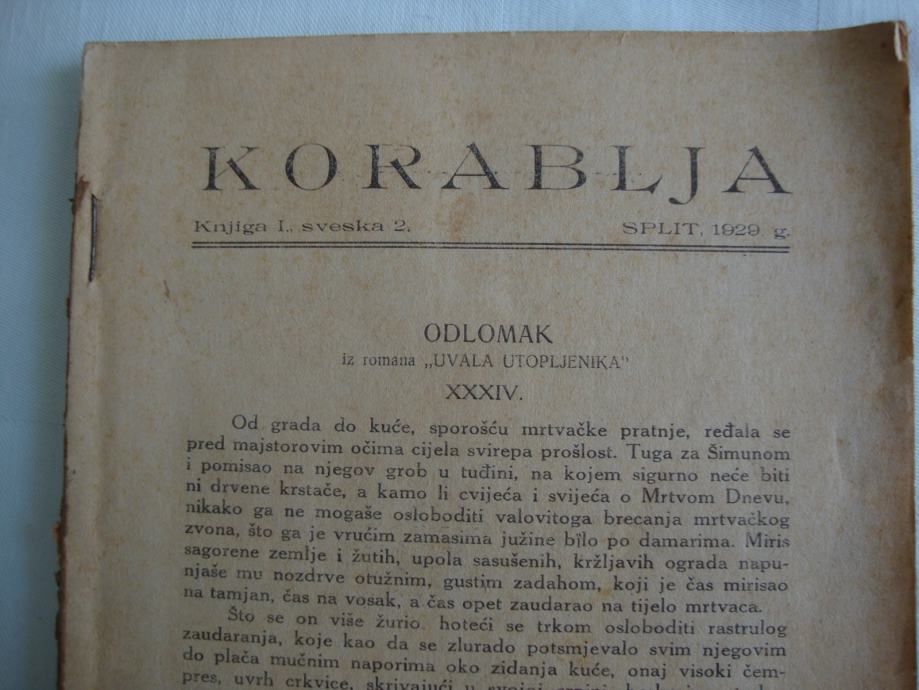 KORABLJA
Knjiga I., sveska 2. SPLIT, 1929. g.
ODLOMAK
iz romana „UVALA UTOPLJENIKA"
XXXIV.
Od grada do kuće, sporošću mrtvačke pratnje, ređala se
pred majstorovim očima cijela svirepa prošlost. Tuga za Šimunom
i pomisao na njegov grob u tuđini, na kojem sigurno neće biti
ni drvene krstače, a kamo li cvijeća i svijeća o Mrtvom Dnevu,
nikako ga ne mogaše osloboditi valovitoga brecanja mrtvačkog
zvona, što ga je vrućim zamasima južine bilo po damarima. Miris
sagorene zemlje i žutih, upola sasušenih, kržljavih ograda napu-
njaše mu nozdrve otužnim, gustim zadahom, koji je čas mirisao
na tamjan, čas na vosak, a čas opet zaudarao na tijelo mrtvaca.
Što se on više žurio hoteći se trkom osloboditi rastrulog
zaudaranja, koje kao da se zlurado potsmjevalo svim njegovim
do plača mučnim naporima oko zidanja kuće, onaj visoki čem-
pres, uvrh crkvice, skrivajući u svojoj